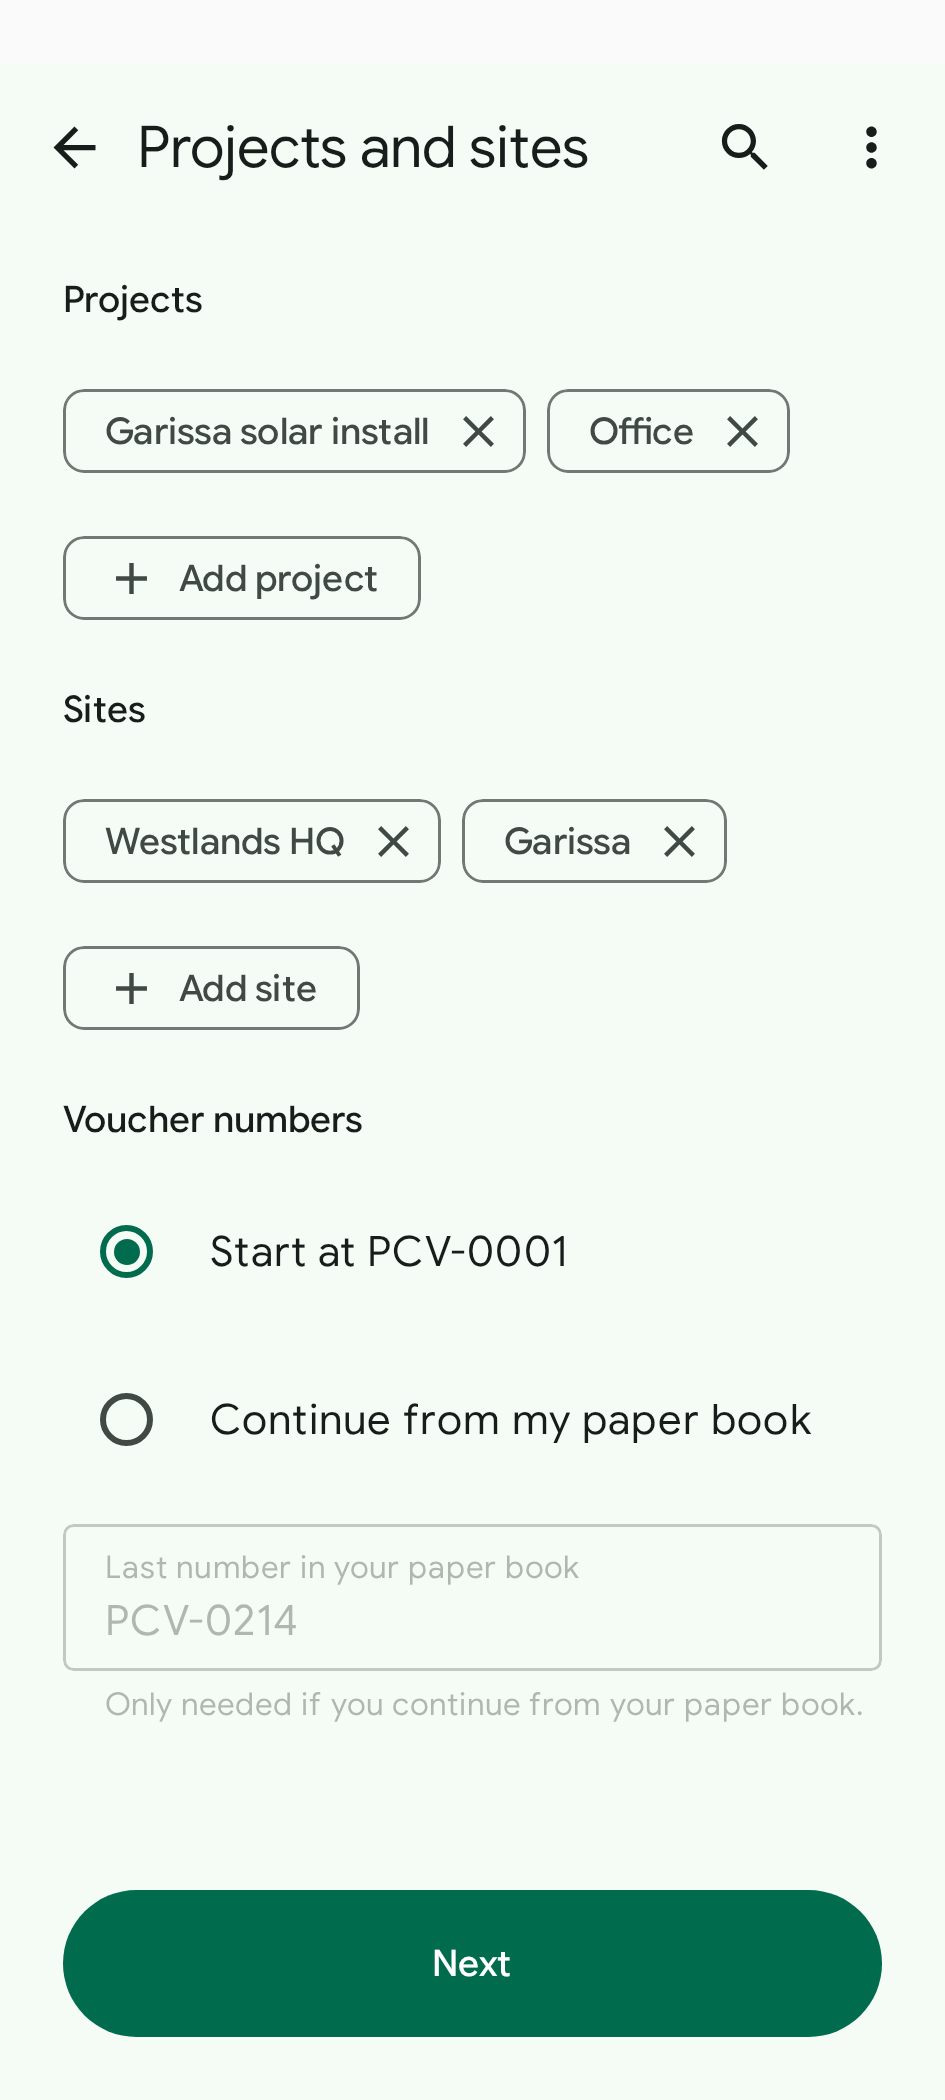 Projects and sites
Projects
Garissa solar install
Office
Add project
Sites
Westlands HQ
Garissa
Add site
Voucher numbers
Start at PCV-0001
Continue from my paper book
Last number in your paper book
PCV-0214
Only needed if you continue from your paper book.
Next